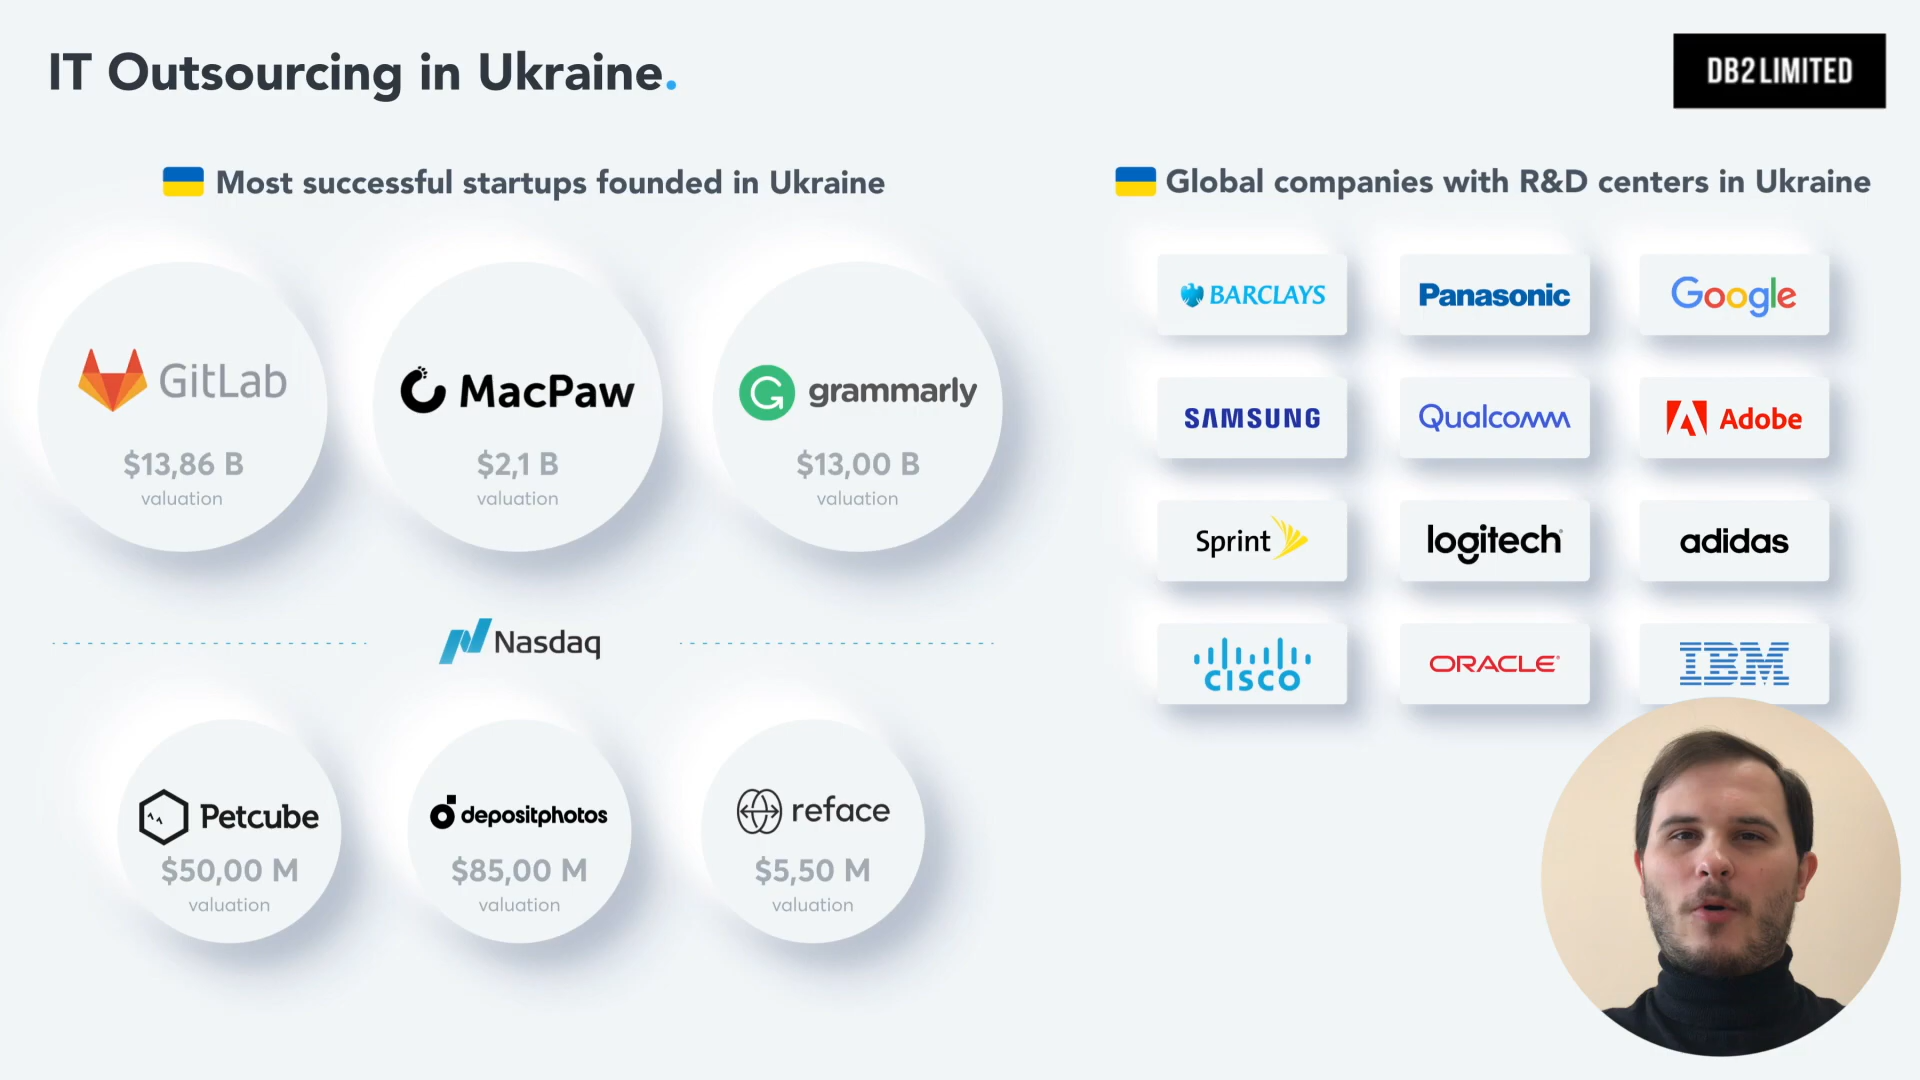 IT Outsourcing in Ukraine.
DB2 LIMITED
Most successful startups founded in Ukraine
GitLab
$13,86 B
valuation
MacPaw
$2,1 B
valuation
grammarly
$13,00 B
valuation
Nasdaq
Petcube
$50,00 M
valuation
depositphotos
$85,00 M
valuation
reface
$5,50 M
valuation
Global companies with R&D centers in Ukraine
BARCLAYS
Panasonic
Google
SAMSUNG
Qualcomm
Adobe
Sprint
logitech
adidas
CISCO
ORACLE
IBM